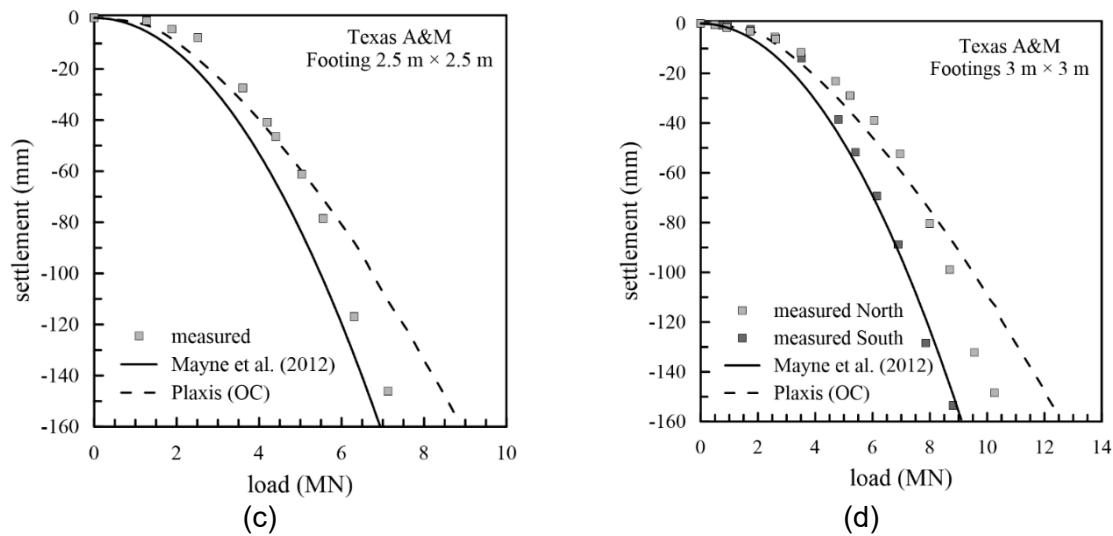 Texas A&M
Footing 2.5 m × 2.5 m
0
-20
-40
-60
-80
-100
-120
-140
-160
settlement (mm)
measured
Mayne et al. (2012)
Plaxis (OC)
0 2 4 6 8 10
load (MN)
(c)
Texas A&M
Footings 3 m × 3 m
0
-20
-40
-60
-80
-100
-120
-140
-160
settlement (mm)
measured North
measured South
Mayne et al. (2012)
Plaxis (OC)
0 2 4 6 8 10 12 14
load (MN)
(d)